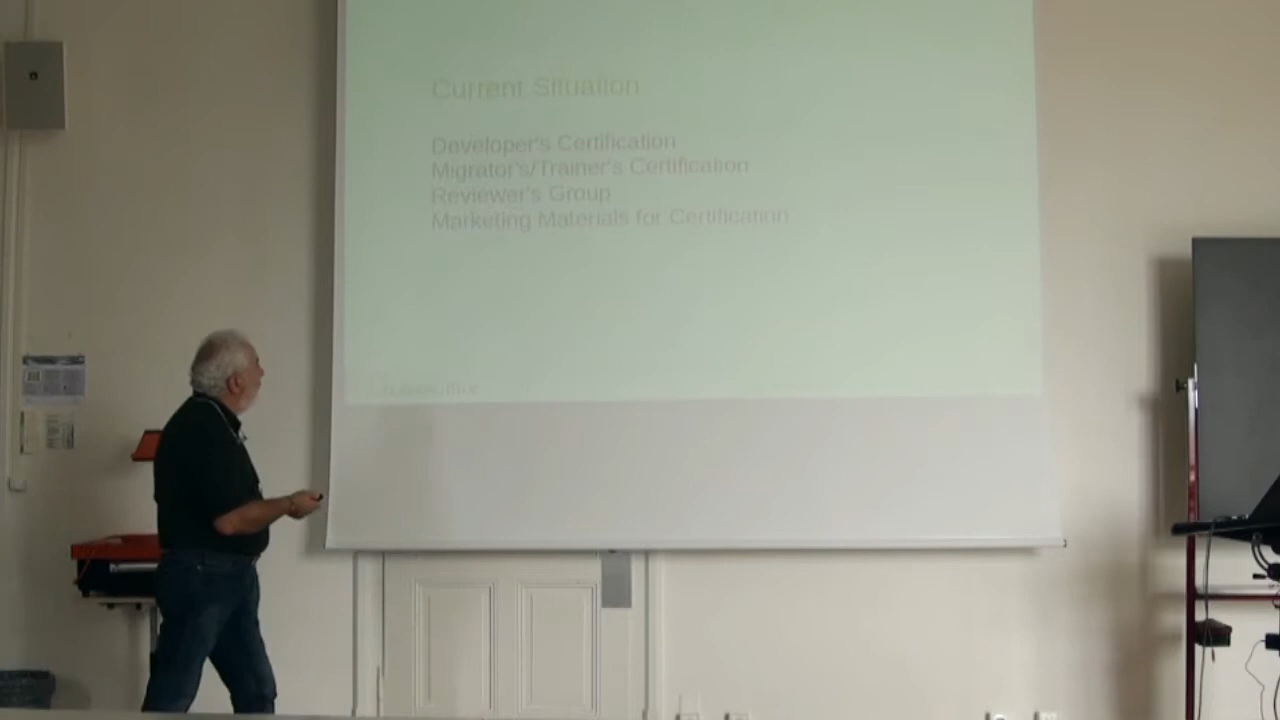 Current Situation
Developer's Certification
Migrator's/Trainer's Certification
Reviewer's Group
Marketing Materials for Certification